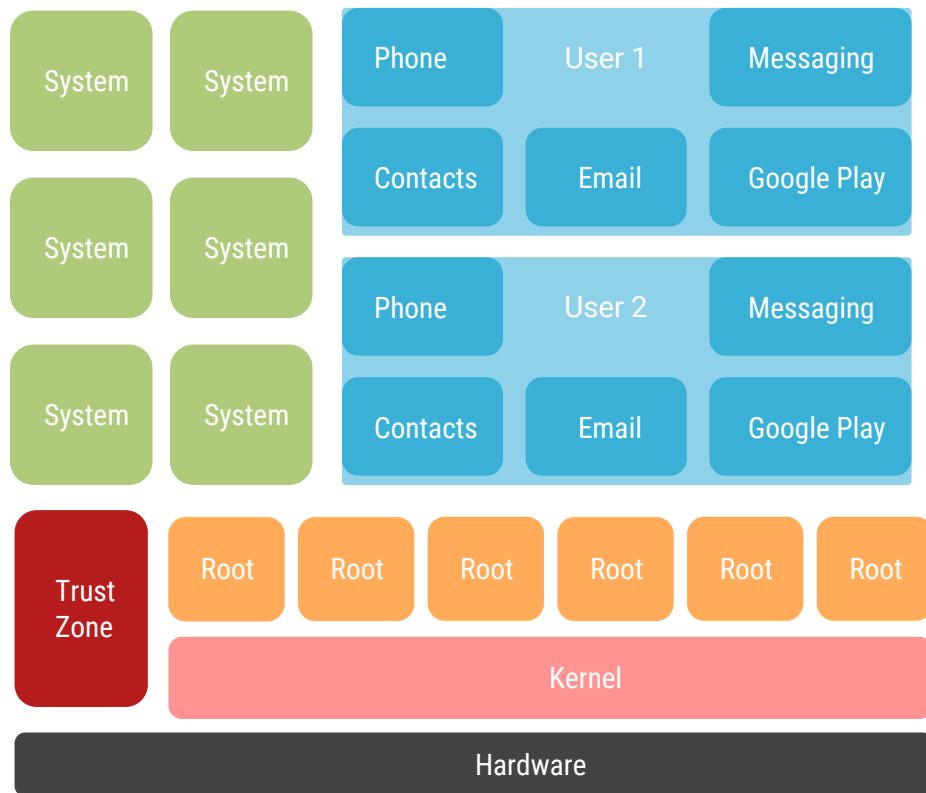 System
System
System
System
System
System
Phone
User 1
Messaging
Contacts
Email
Google Play
Phone
User 2
Messaging
Contacts
Email
Google Play
Trust
Zone
Root
Root
Root
Root
Root
Root
Kernel
Hardware